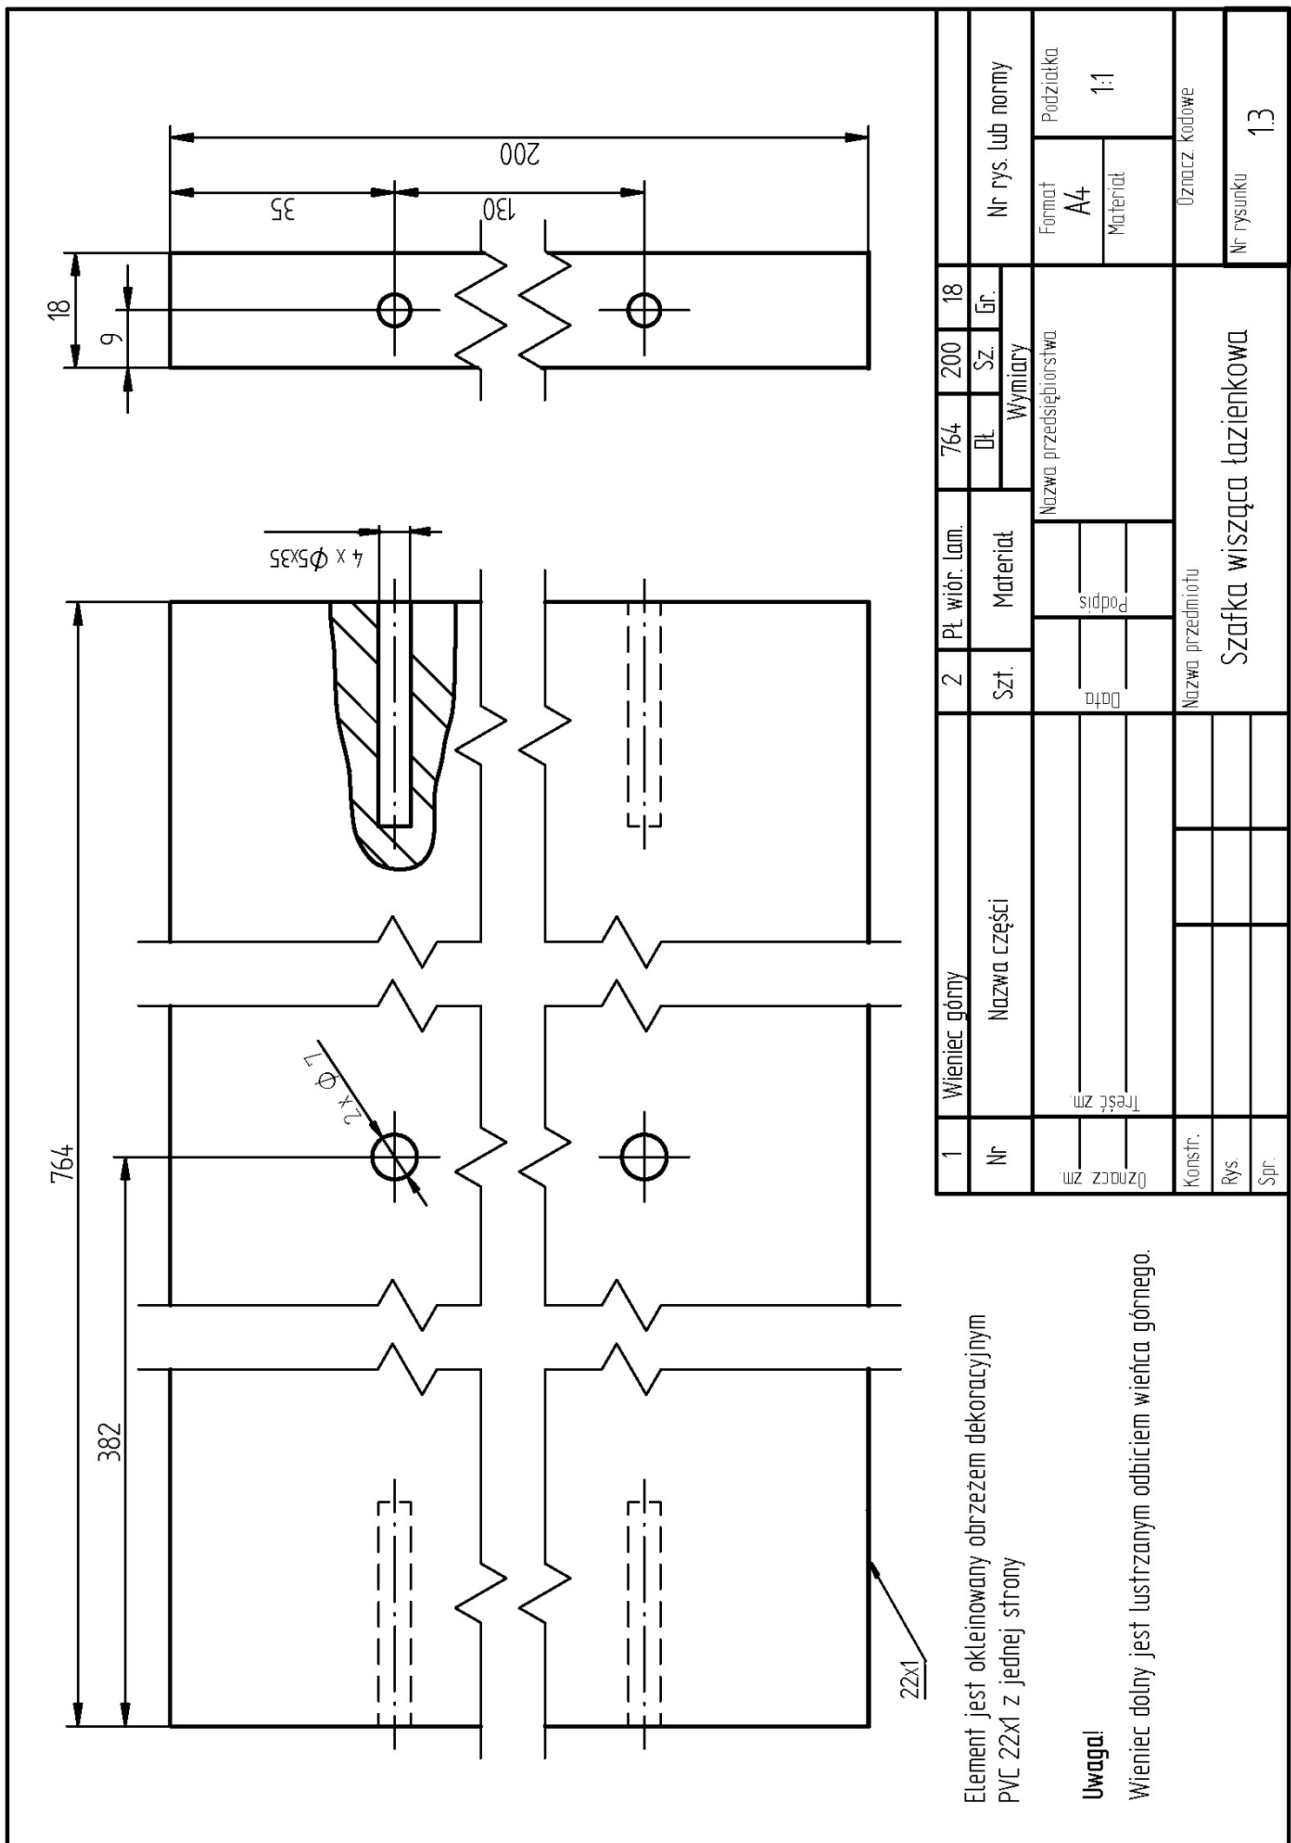 764
382
2 x Φ 7
4 x Φ5x35
18
9
35
130
200
22x1
Element jest okleinowany obrzeżem dekoracyjnym
PVC 22x1 z jednej strony
Uwaga!
Wieniec dolny jest lustrzanym odbiciem wieńca górnego.
1 Wieniec górny 2 Pł. wiór. lam. 764 200 18
Nr Nazwa części Szt. Materiał Dł. Sz. Gr. Nr rys. lub normy
Wymiary
Oznacz zm. Treść zm. Data Podpis
Nazwa przedsiębiorstwa
Format
A4
Podziałka
1:1
Materiał
Konstr.
Rys.
Spr.
Nazwa przedmiotu
Szafka wisząca łazienkowa
Oznacz. kodowe
Nr rysunku
1.3